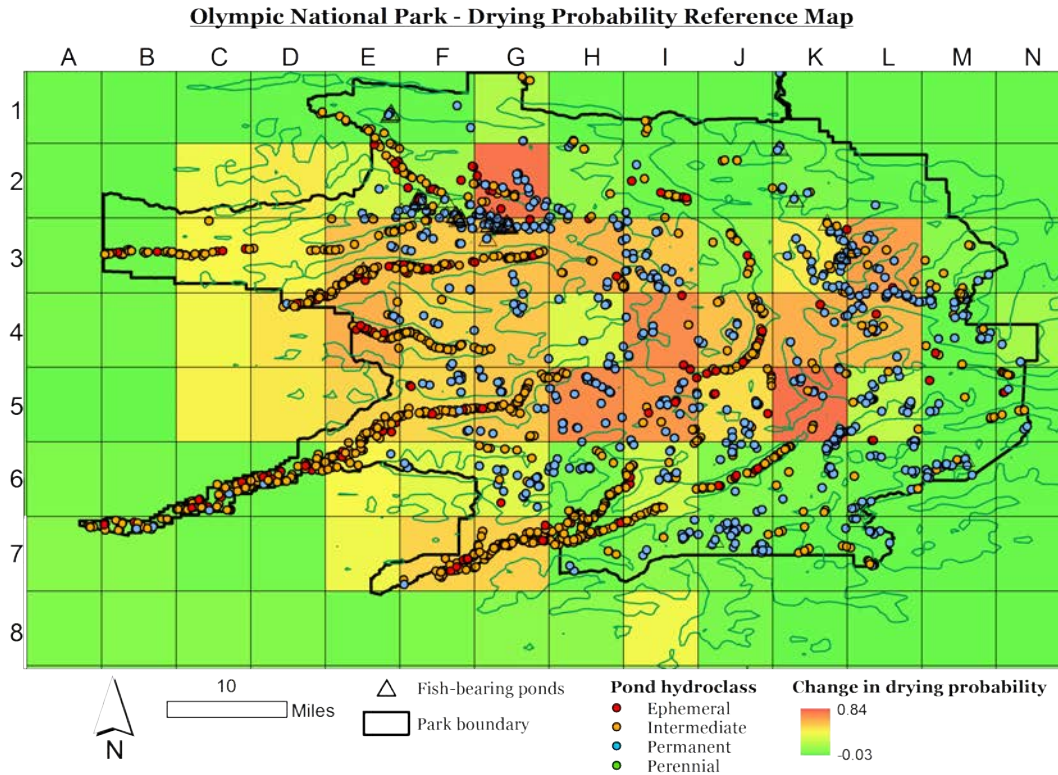 Olympic National Park - Drying Probability Reference Map
A B C D E F G H I J K L M N
1
2
3
4
5
6
7
8
N
10
Miles
Fish-bearing ponds
Park boundary
Pond hydroclass
Ephemeral
Intermediate
Permanent
Perennial
Change in drying probability
0.84
-0.03